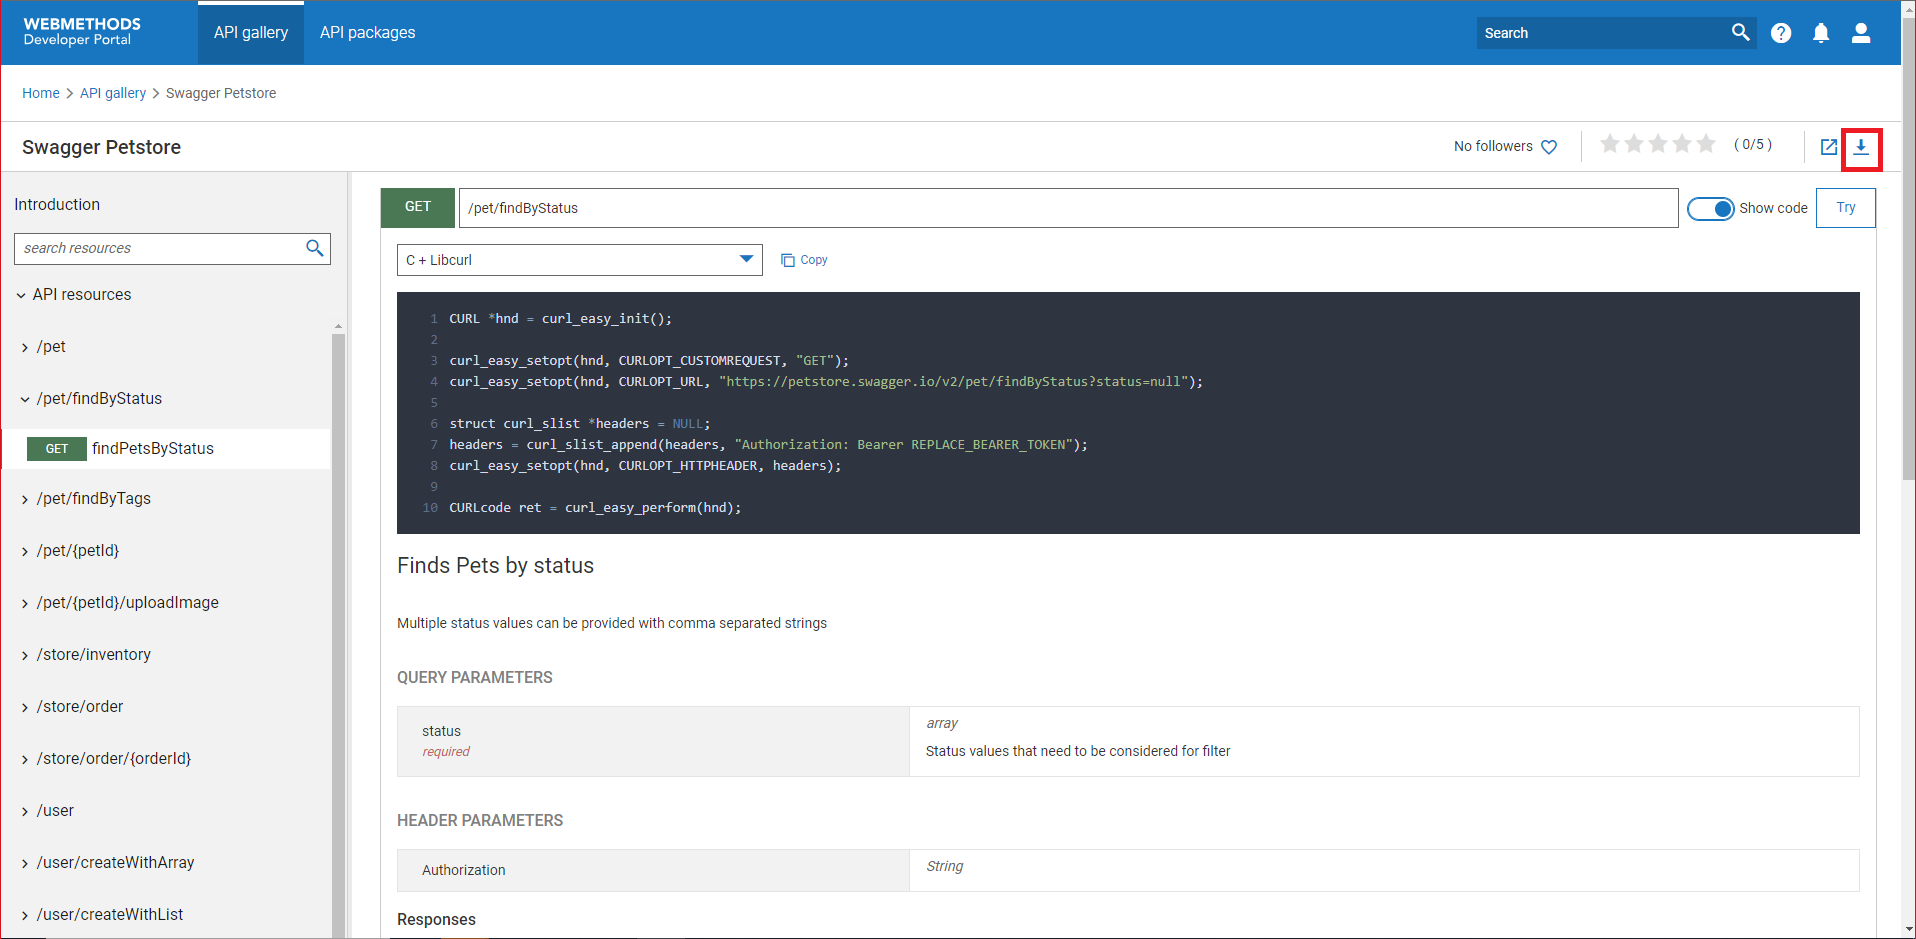 WEBMETHODS
Developer Portal
API gallery
API packages
Search
Home > API gallery > Swagger Petstore
Swagger Petstore
No followers
( 0/5 )
Introduction
search resources
API resources
/pet
/pet/findByStatus
GET findPetsByStatus
/pet/findByTags
/pet/{petId}
/pet/{petId}/uploadImage
/store/inventory
/store/order
/store/order/{orderId}
/user
/user/createWithArray
/user/createWithList
GET /pet/findByStatus
Show code
Try
C + Libcurl
Copy
1 CURL *hnd = curl_easy_init();
2
3 curl_easy_setopt(hnd, CURLOPT_CUSTOMREQUEST, "GET");
4 curl_easy_setopt(hnd, CURLOPT_URL, "https://petstore.swagger.io/v2/pet/findByStatus?status=null");
5
6 struct curl_slist *headers = NULL;
7 headers = curl_slist_append(headers, "Authorization: Bearer REPLACE_BEARER_TOKEN");
8 curl_easy_setopt(hnd, CURLOPT_HTTPHEADER, headers);
9
10 CURLcode ret = curl_easy_perform(hnd);
Finds Pets by status
Multiple status values can be provided with comma separated strings
QUERY PARAMETERS
status
required
array
Status values that need to be considered for filter
HEADER PARAMETERS
Authorization
String
Responses